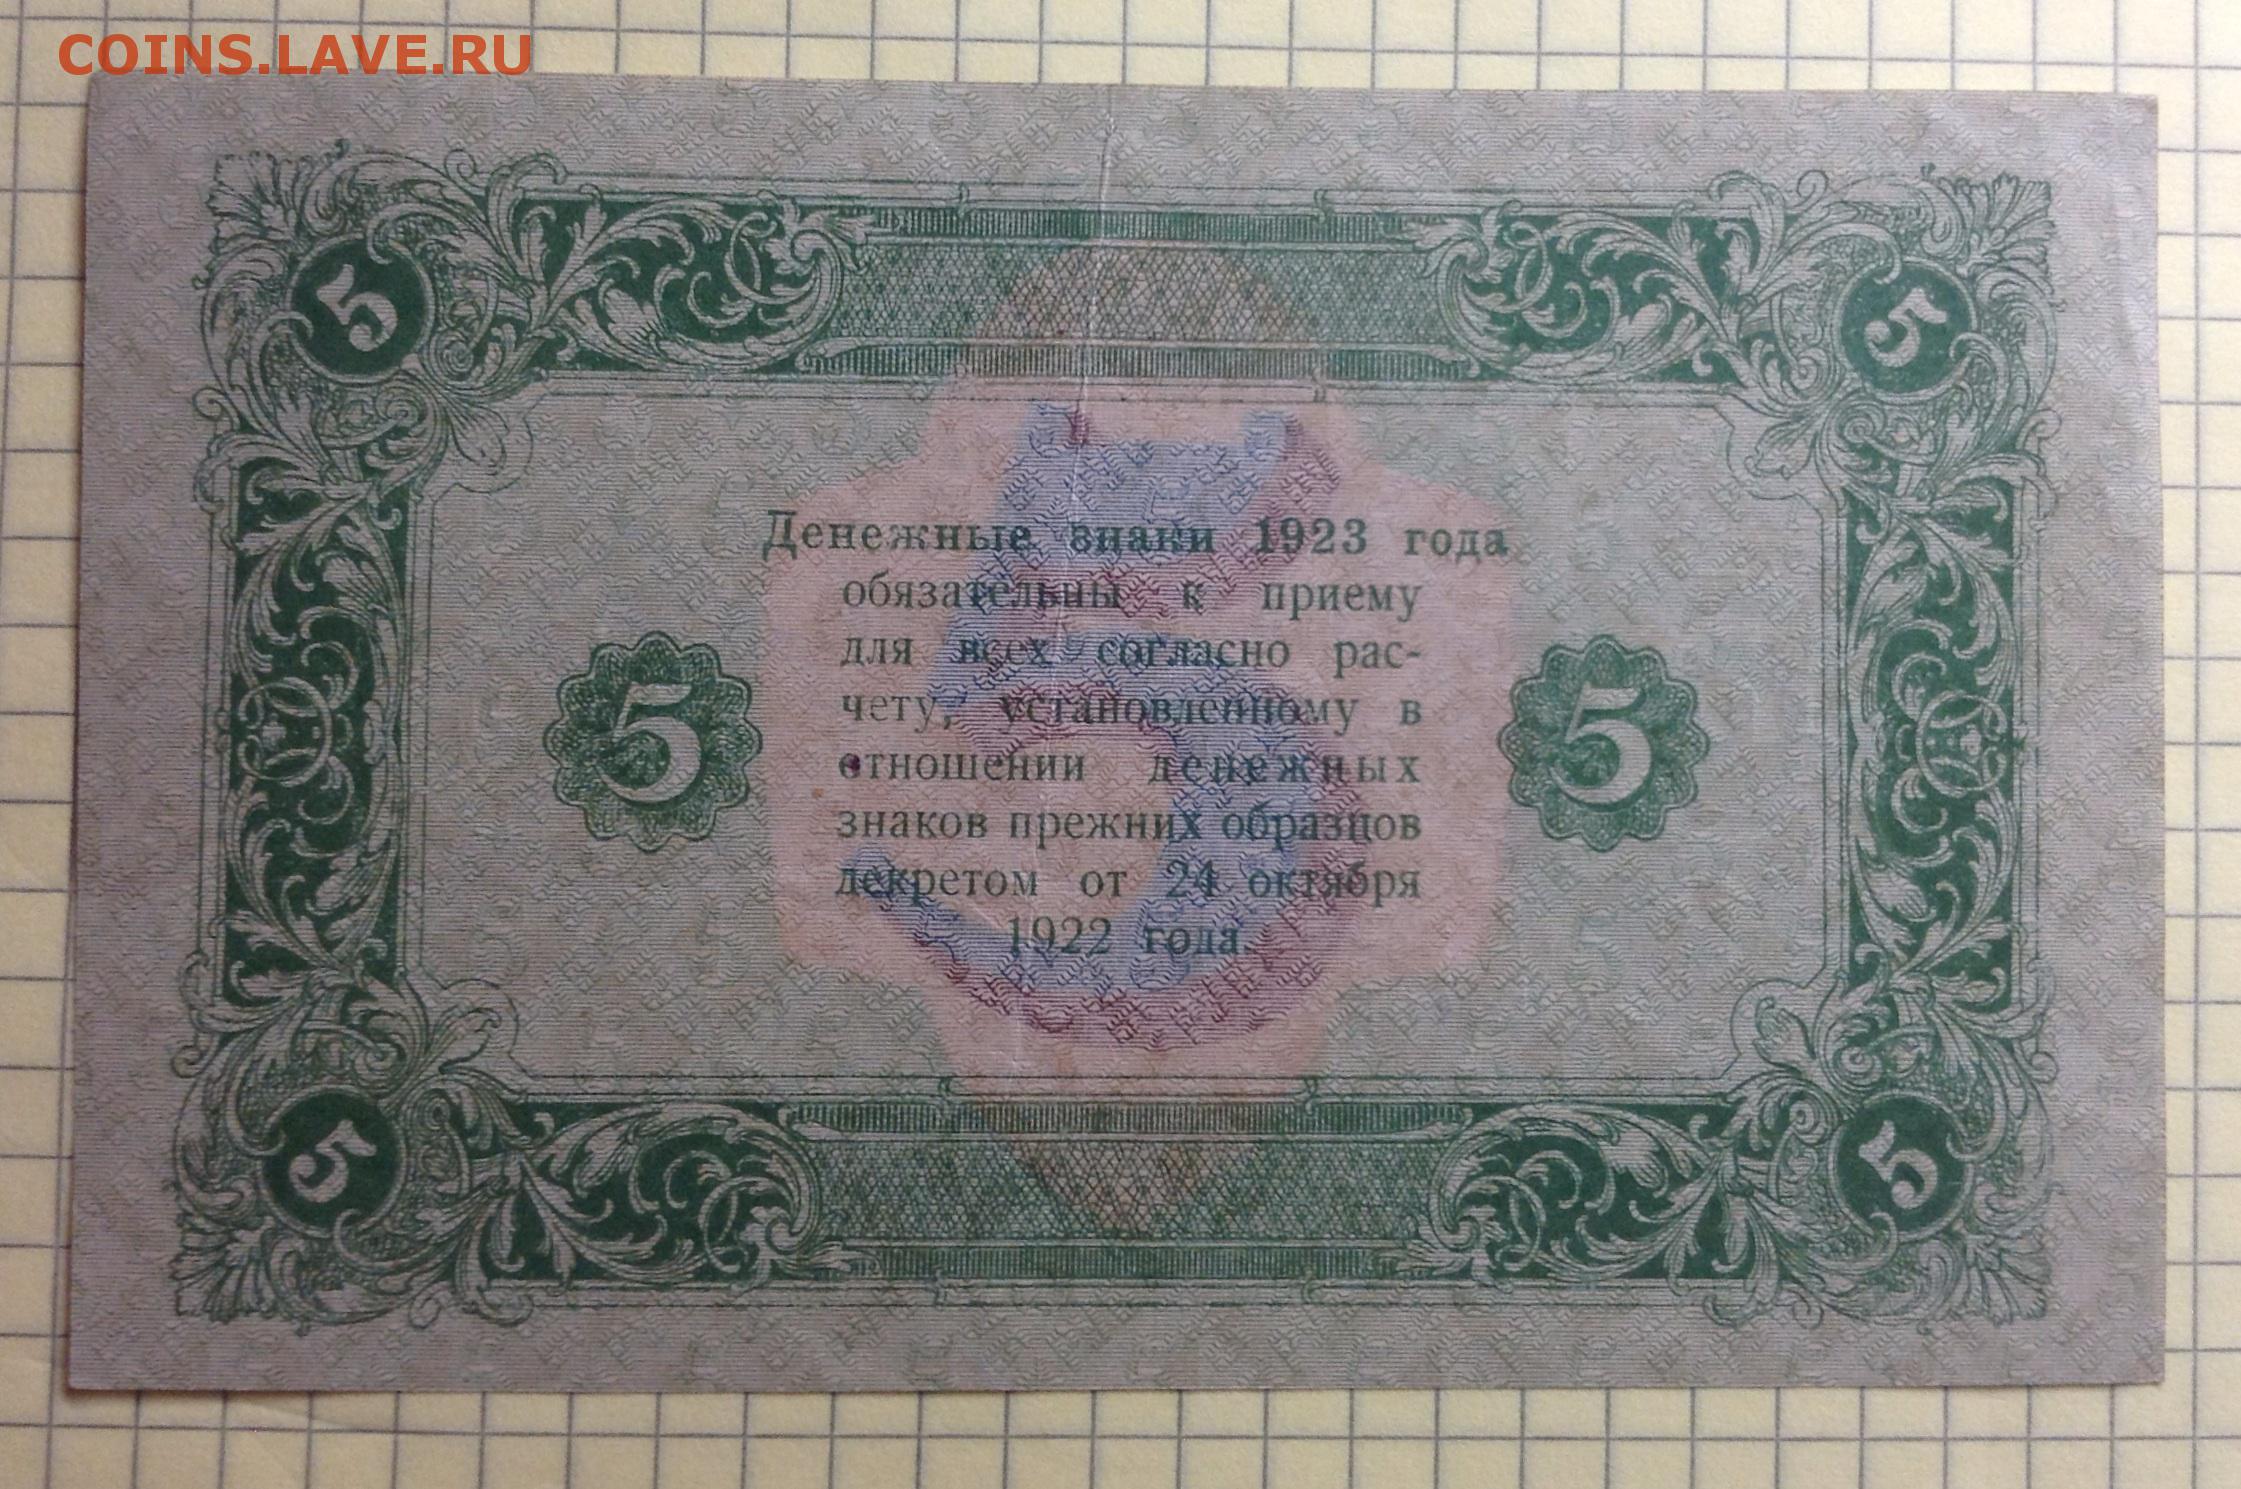 COINS.LAVE.RU
5 5
5
Денежные знаки 1923 года
обязательны к приему
для всех согласно рас-
чету, установленному в
отношении денежных
знаков прежних образцов
декретом от 24 октября
1922 года.
5 5
5 5